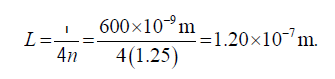 L = ı/4n = 600×10⁻⁹ m/4(1.25) = 1.20×10⁻⁷ m.